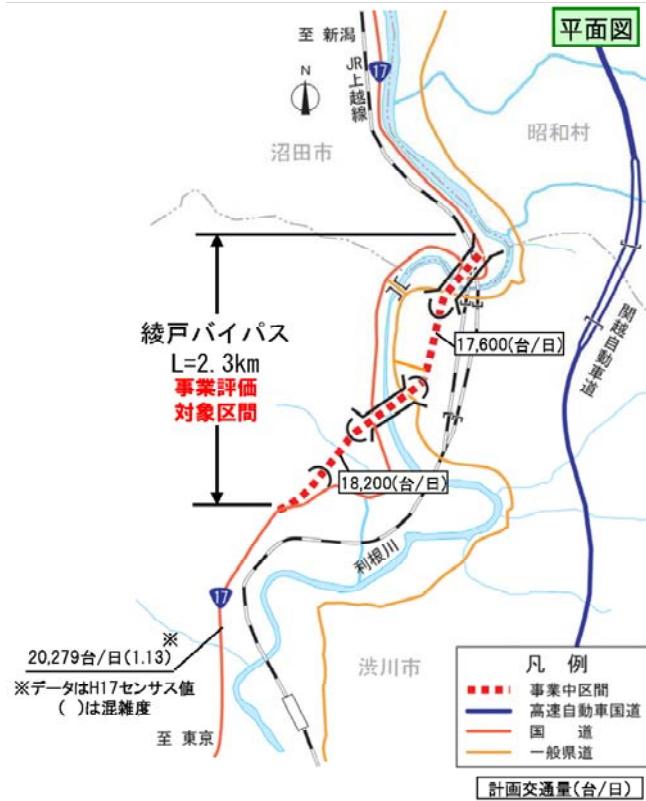 平面図
至 新潟
17
JR上越線
N
沼田市
昭和村
綾戸バイパス
L=2.3km
事業評価
対象区間
17,600(台/日)
関越自動車道
18,200(台/日)
利根川
17
※
20,279台/日(1.13)
※データはH17センサス値
( )は混雑度
渋川市
至 東京
凡 例
事業中区間
高速自動車国道
国 道
一般県道
計画交通量(台/日)